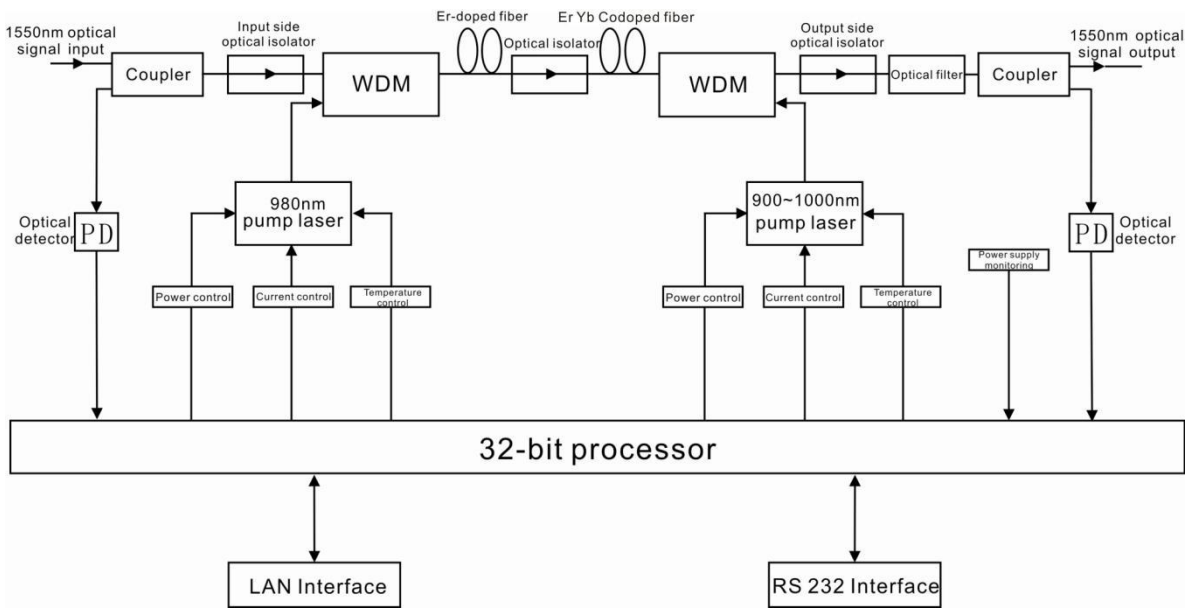 1550nm optical
signal input
Coupler
Input side
optical isolator
WDM
Er-doped fiber
Optical isolator
Er Yb Codoped fiber
WDM
Output side
optical isolator
Optical filter
Coupler
1550nm optical
signal output
Optical
detector
PD
980nm
pump laser
900~1000nm
pump laser
PD
Optical
detector
Power supply
monitoring
Power control
Current control
Temperature
control
Power control
Current control
Temperature
control
32-bit processor
LAN Interface
RS 232 Interface